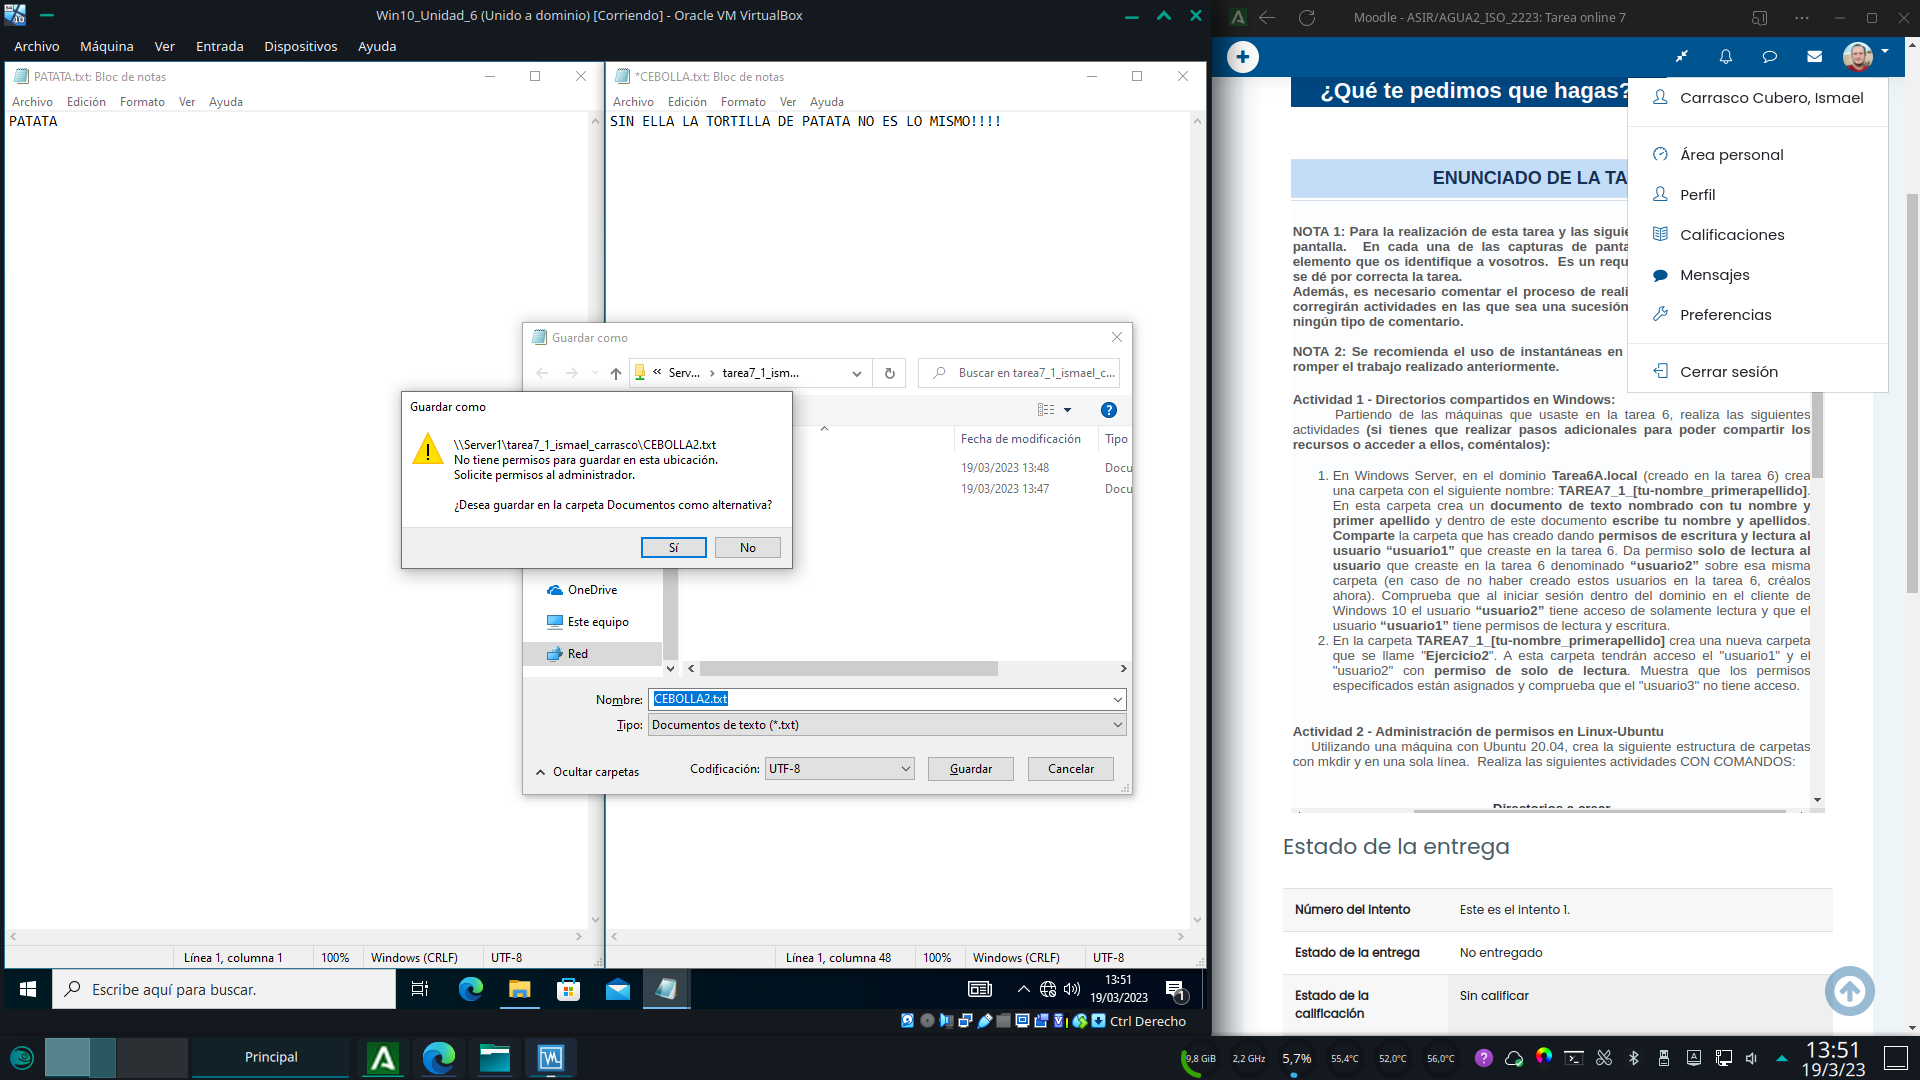 Win10_Unidad_6 (Unido a dominio) [Corriendo] - Oracle VM VirtualBox
Archivo Máquina Ver Entrada Dispositivos Ayuda
PATATA.txt: Bloc de notas
Archivo Edición Formato Ver Ayuda
PATATA
Línea 1, columna 1 100% Windows (CRLF) UTF-8
*CEBOLLA.txt: Bloc de notas
Archivo Edición Formato Ver Ayuda
SIN ELLA LA TORTILLA DE PATATA NO ES LO MISMO!!!!
Línea 1, columna 48 100% Windows (CRLF) UTF-8
Guardar como
« Serv... › tarea7_1_ism...
Buscar en tarea7_1_ismael_c...
Fecha de modificación Tipo
19/03/2023 13:48 Docu
19/03/2023 13:47 Docu
OneDrive
Este equipo
Red
Nombre: CEBOLLA2.txt
Tipo: Documentos de texto (*.txt)
Ocultar carpetas
Codificación: UTF-8
Guardar
Cancelar
Guardar como
\\Server1\tarea7_1_ismael_carrasco\CEBOLLA2.txt
No tiene permisos para guardar en esta ubicación.
Solicite permisos al administrador.
¿Desea guardar en la carpeta Documentos como alternativa?
Sí No
Escribe aquí para buscar.
13:51
19/03/2023
1
Ctrl Derecho
Moodle - ASIR/AGUA2_ISO_2223: Tarea online 7
¿Qué te pedimos que hagas?
Carrasco Cubero, Ismael
Área personal
Perfil
Calificaciones
Mensajes
Preferencias
Cerrar sesión
ENUNCIADO DE LA TA
NOTA 1: Para la realización de esta tarea y las siguie
pantalla. En cada una de las capturas de panta
elemento que os identifique a vosotros. Es un requ
se dé por correcta la tarea.
Además, es necesario comentar el proceso de reali
corregirán actividades en las que sea una sucesión
ningún tipo de comentario.
NOTA 2: Se recomienda el uso de instantáneas en
romper el trabajo realizado anteriormente.
Actividad 1 - Directorios compartidos en Windows:
Partiendo de las máquinas que usaste en la tarea 6, realiza las siguientes
actividades (si tienes que realizar pasos adicionales para poder compartir los
recursos o acceder a ellos, coméntalos):
1. En Windows Server, en el dominio Tarea6A.local (creado en la tarea 6) crea
una carpeta con el siguiente nombre: TAREA7_1_[tu-nombre_primerapellido].
En esta carpeta crea un documento de texto nombrado con tu nombre y
primer apellido y dentro de este documento escribe tu nombre y apellidos.
Comparte la carpeta que has creado dando permisos de escritura y lectura al
usuario “usuario1” que creaste en la tarea 6. Da permiso solo de lectura al
usuario que creaste en la tarea 6 denominado “usuario2” sobre esa misma
carpeta (en caso de no haber creado estos usuarios en la tarea 6, créalos
ahora). Comprueba que al iniciar sesión dentro del dominio en el cliente de
Windows 10 el usuario “usuario2” tiene acceso de solamente lectura y que el
usuario “usuario1” tiene permisos de lectura y escritura.
2. En la carpeta TAREA7_1_[tu-nombre_primerapellido] crea una nueva carpeta
que se llame "Ejercicio2". A esta carpeta tendrán acceso el "usuario1" y el
"usuario2" con permiso de solo de lectura. Muestra que los permisos
especificados están asignados y comprueba que el "usuario3" no tiene acceso.
Actividad 2 - Administración de permisos en Linux-Ubuntu
Utilizando una máquina con Ubuntu 20.04, crea la siguiente estructura de carpetas
con mkdir y en una sola línea. Realiza las siguientes actividades CON COMANDOS:
Directorios a crear
Estado de la entrega
Número del intento Este es el intento 1.
Estado de la entrega No entregado
Estado de la Sin calificar
calificación
Principal
9,8 GiB 2,2 GHz 5,7% 55,4°C 52,0°C 56,0°C
13:51
19/3/23